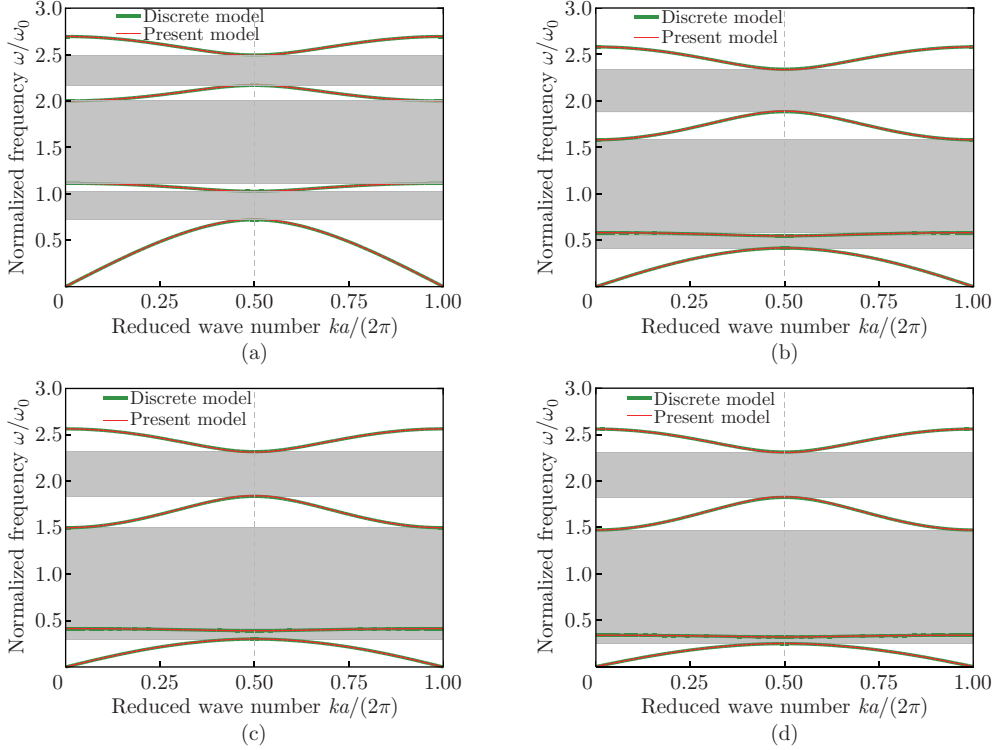 3.0
2.5
2.0
1.5
1.0
0.5
Normalized frequency ω/ω₀
Discrete model
Present model
0 0.25 0.50 0.75 1.00
Reduced wave number ka/(2π)
(a)
3.0
2.5
2.0
1.5
1.0
0.5
Normalized frequency ω/ω₀
Discrete model
Present model
0 0.25 0.50 0.75 1.00
Reduced wave number ka/(2π)
(b)
3.0
2.5
2.0
1.5
1.0
0.5
Normalized frequency ω/ω₀
Discrete model
Present model
0 0.25 0.50 0.75 1.00
Reduced wave number ka/(2π)
(c)
3.0
2.5
2.0
1.5
1.0
0.5
Normalized frequency ω/ω₀
Discrete model
Present model
0 0.25 0.50 0.75 1.00
Reduced wave number ka/(2π)
(d)